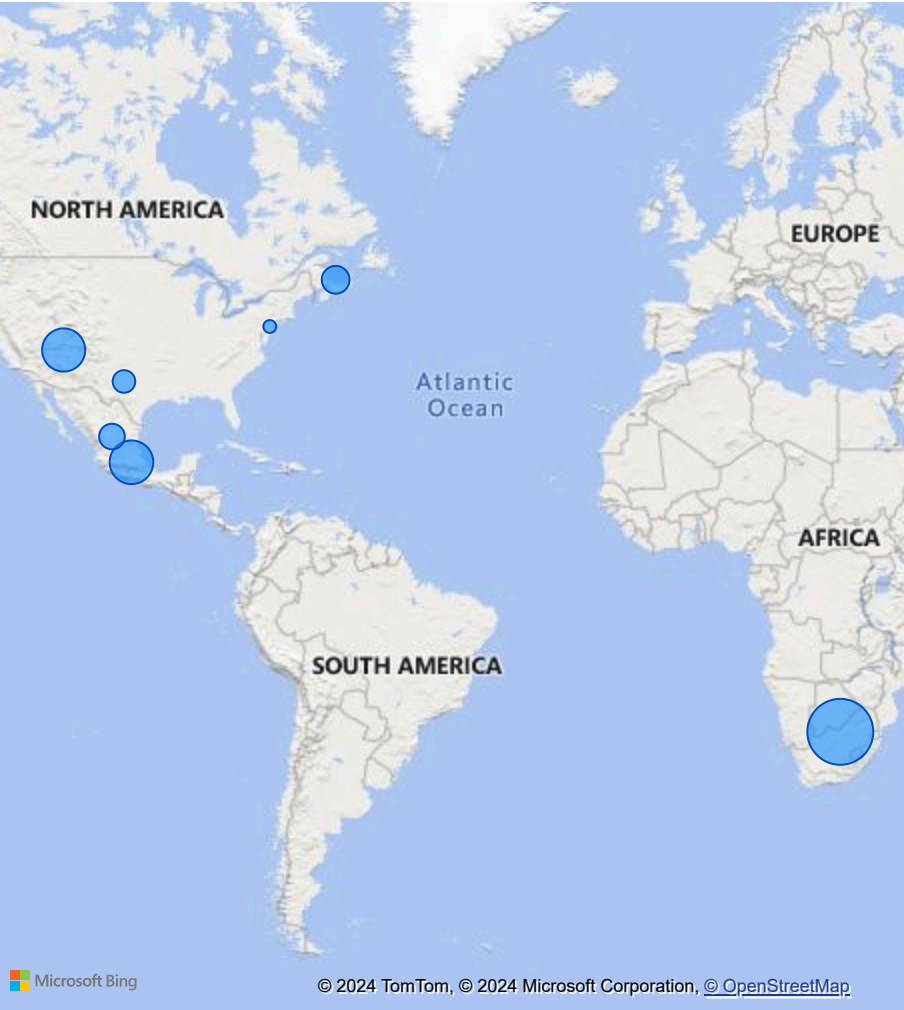 NORTH AMERICA
EUROPE
Atlantic
Ocean
AFRICA
SOUTH AMERICA
Microsoft Bing
© 2024 TomTom, © 2024 Microsoft Corporation, © OpenStreetMap